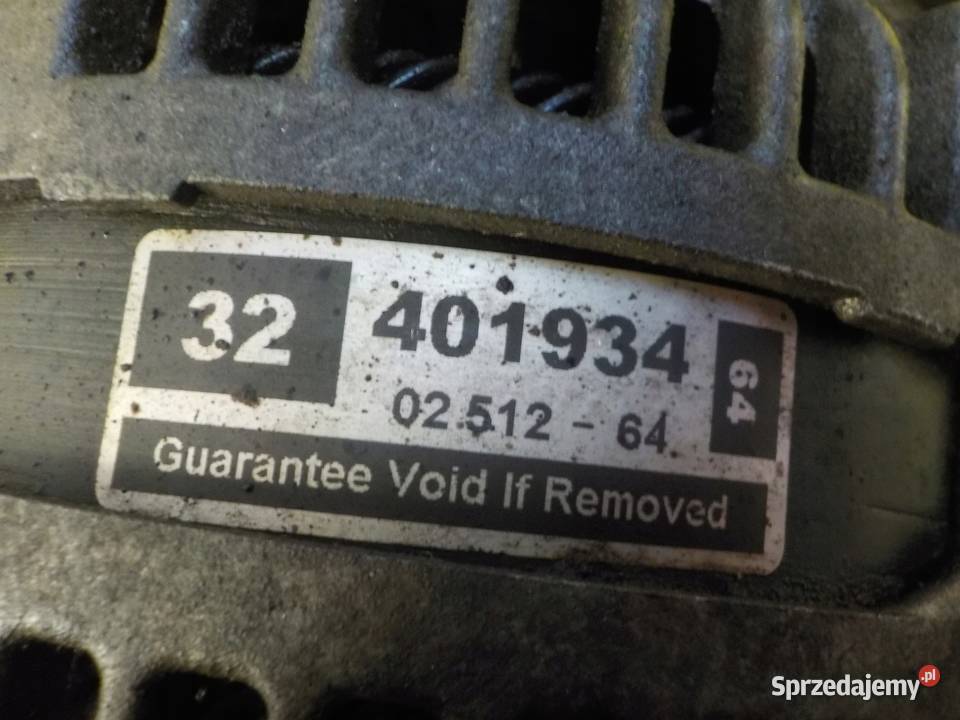 32 401934 64
02.512 - 64
Guarantee Void If Removed
Sprzedajemy.pl